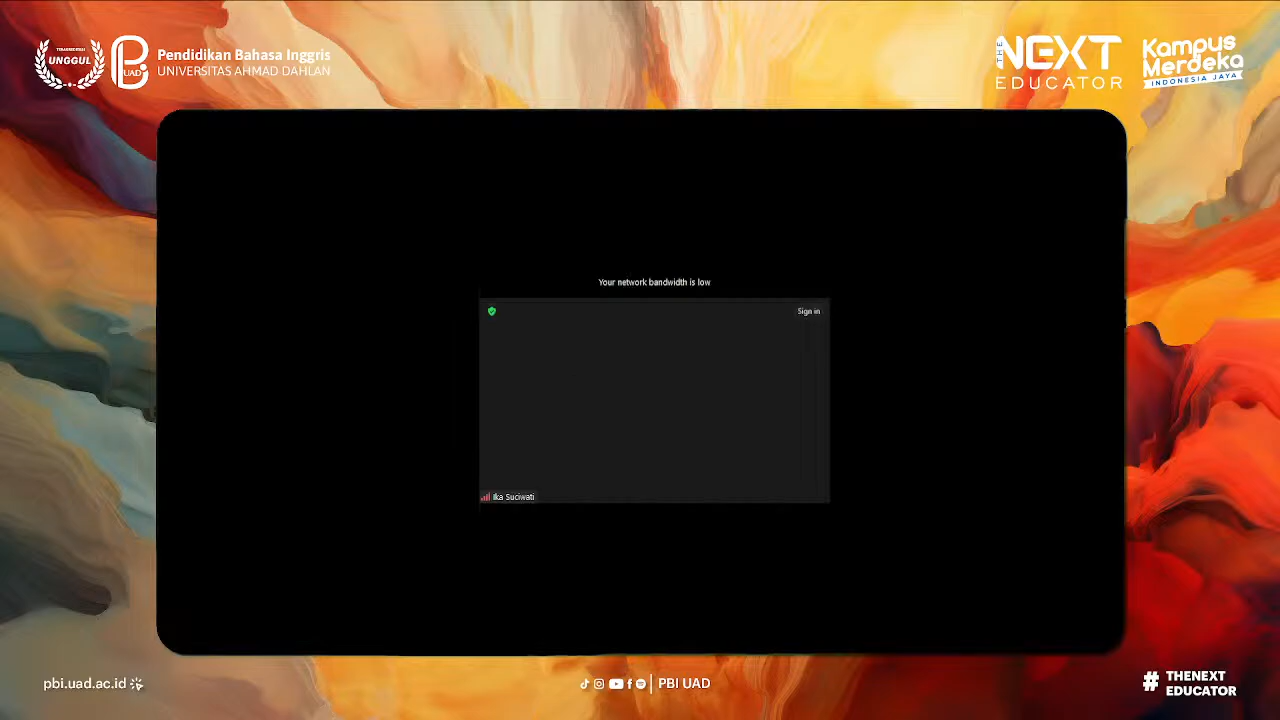 TERAKREDITASI
UNGGUL
UAD
Pendidikan Bahasa Inggris
UNIVERSITAS AHMAD DAHLAN
THE NEXT
EDUCATOR
Kampus
Merdeka
INDONESIA JAYA
Your network bandwidth is low
Sign in
Ika Suciwati
pbi.uad.ac.id
PBI UAD
# THENEXT
EDUCATOR